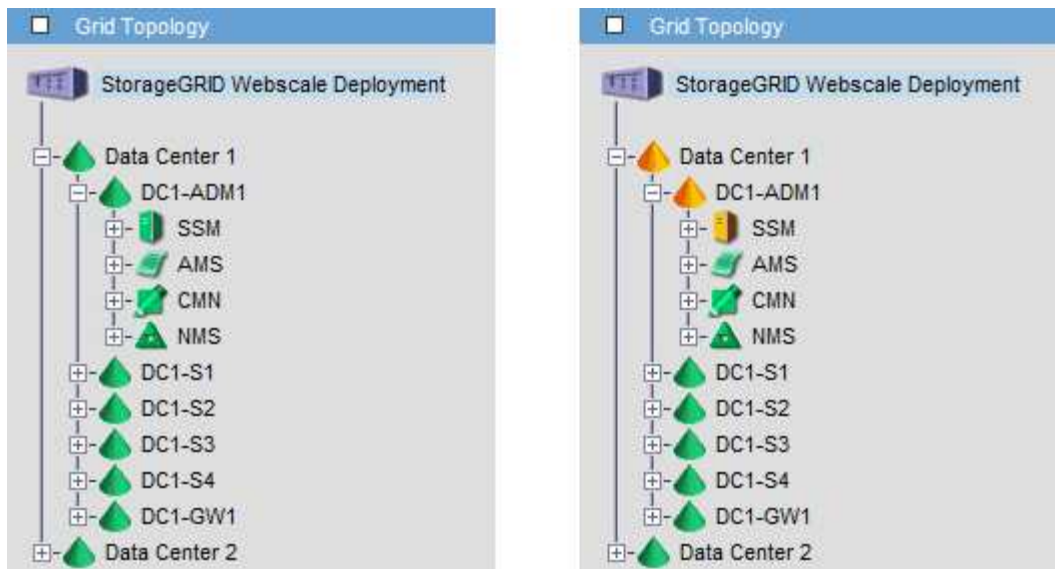 Grid Topology
StorageGRID Webscale Deployment
Data Center 1
DC1-ADM1
SSM
AMS
CMN
NMS
DC1-S1
DC1-S2
DC1-S3
DC1-S4
DC1-GW1
Data Center 2
Grid Topology
StorageGRID Webscale Deployment
Data Center 1
DC1-ADM1
SSM
AMS
CMN
NMS
DC1-S1
DC1-S2
DC1-S3
DC1-S4
DC1-GW1
Data Center 2